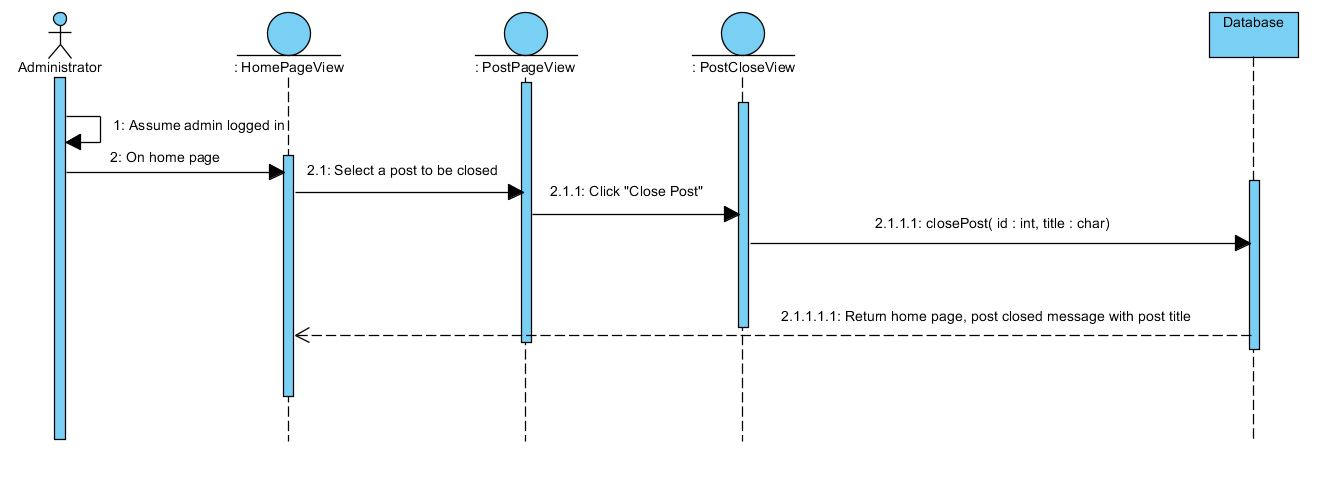 Administrator
: HomePageView
: PostPageView
: PostCloseView
Database
1: Assume admin logged in
2: On home page
2.1: Select a post to be closed
2.1.1: Click "Close Post"
2.1.1.1: closePost( id : int, title : char)
2.1.1.1.1: Return home page, post closed message with post title